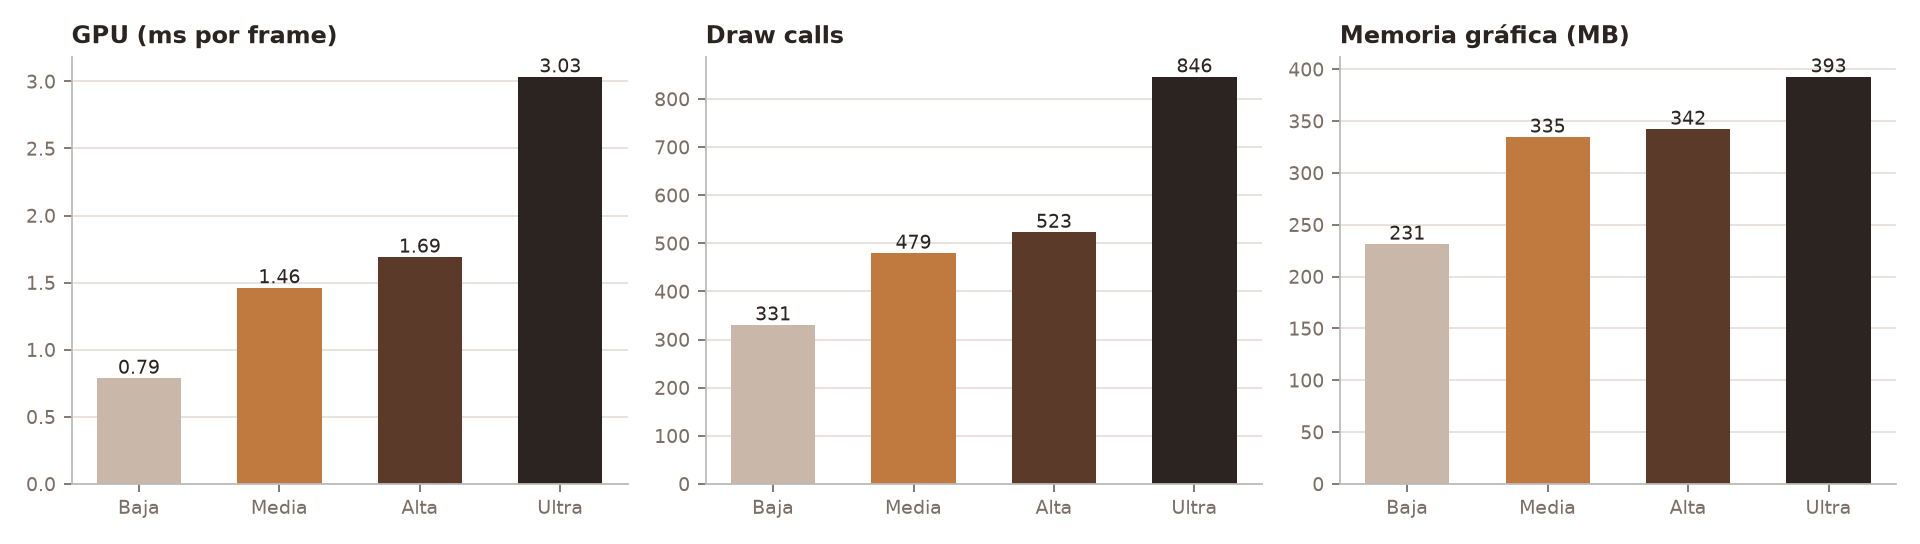 GPU (ms por frame)
3.0
2.5
2.0
1.5
1.0
0.5
0.0
0.79
1.46
1.69
3.03
Baja
Media
Alta
Ultra
Draw calls
800
700
600
500
400
300
200
100
0
331
479
523
846
Baja
Media
Alta
Ultra
Memoria gráfica (MB)
400
350
300
250
200
150
100
50
0
231
335
342
393
Baja
Media
Alta
Ultra